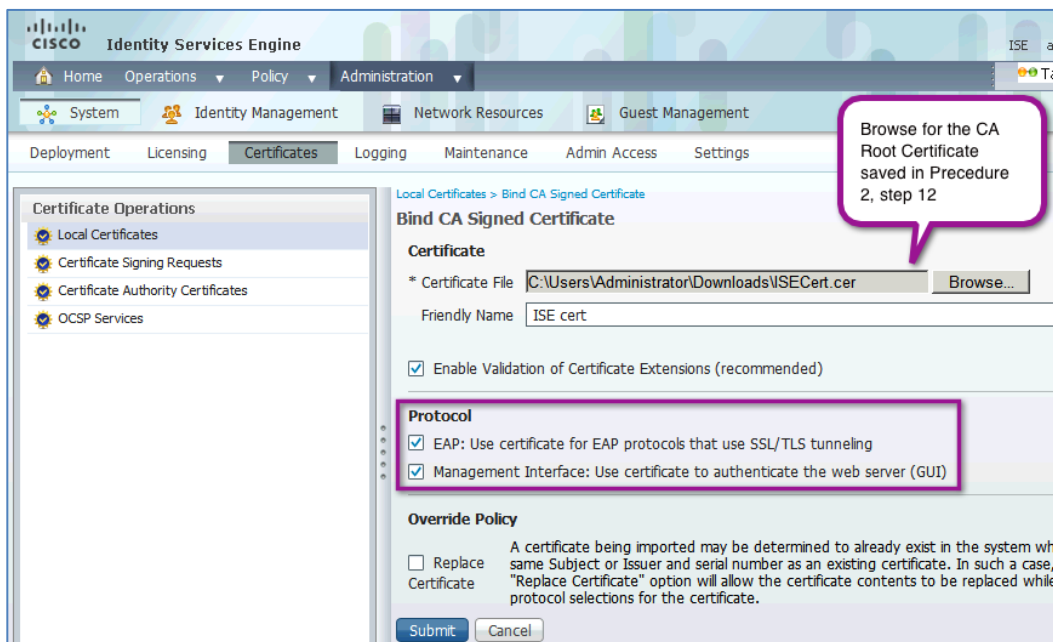 CISCO Identity Services Engine
ISE a
Home Operations Policy Administration
Ta
System Identity Management Network Resources Guest Management
Deployment Licensing Certificates Logging Maintenance Admin Access Settings
Browse for the CA
Root Certificate
saved in Precedure
2, step 12
Certificate Operations
Local Certificates
Certificate Signing Requests
Certificate Authority Certificates
OCSP Services
Local Certificates > Bind CA Signed Certificate
Bind CA Signed Certificate
Certificate
* Certificate File C:\Users\Administrator\Downloads\ISECert.cer Browse...
Friendly Name ISE cert
Enable Validation of Certificate Extensions (recommended)
Protocol
EAP: Use certificate for EAP protocols that use SSL/TLS tunneling
Management Interface: Use certificate to authenticate the web server (GUI)
Override Policy
Replace
Certificate
A certificate being imported may be determined to already exist in the system wh
same Subject or Issuer and serial number as an existing certificate. In such a case,
"Replace Certificate" option will allow the certificate contents to be replaced while
protocol selections for the certificate.
Submit Cancel